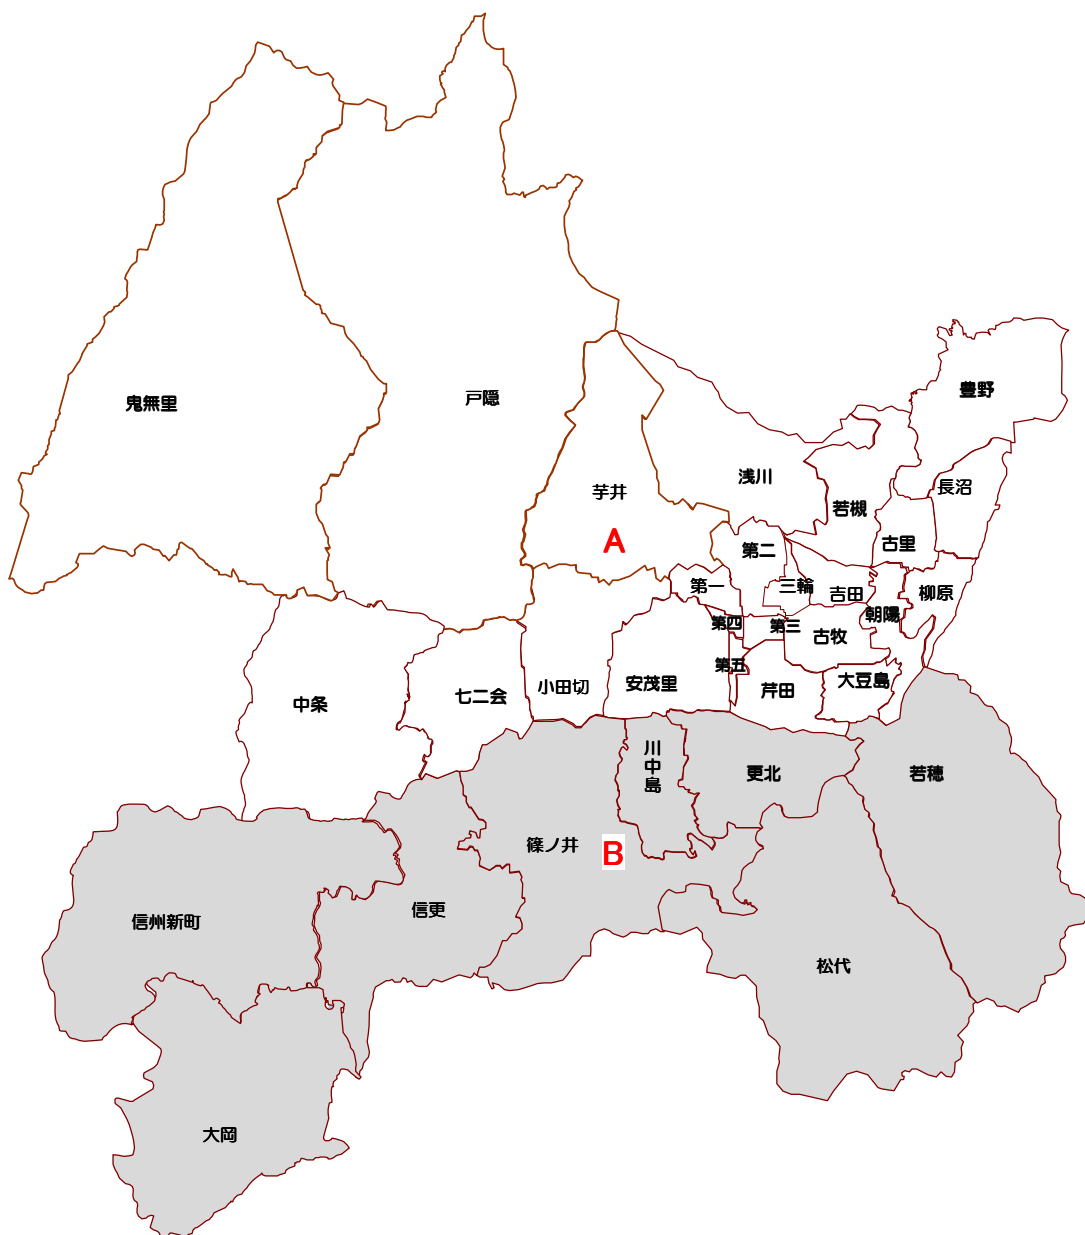 豊野
戸隠
鬼無里
浅川
長沼
芋井
若槻
A
古里
第二
第一
三輪
吉田
柳原
朝陽
第四
第三
古牧
第五
大豆島
安茂里
小田切
芹田
七二会
中条
川中島
更北
若穂
篠ノ井
B
信更
信州新町
松代
大岡